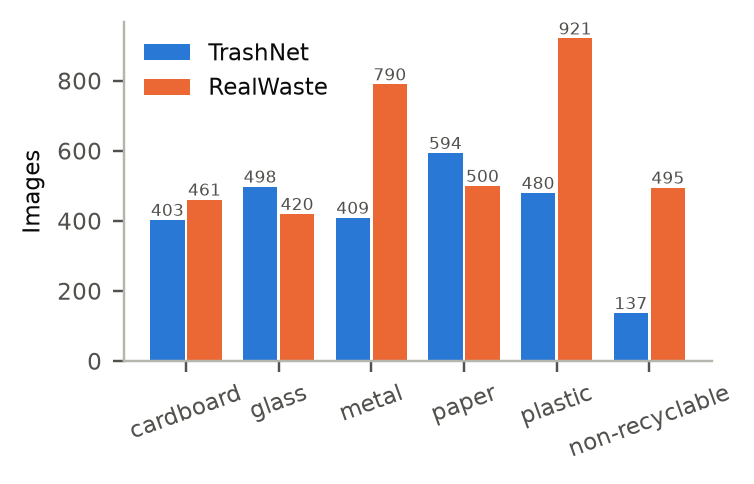 TrashNet
RealWaste
Images
800
600
400
200
0
403
461
498
420
409
790
594
500
480
921
137
495
cardboard
glass
metal
paper
plastic
non-recyclable